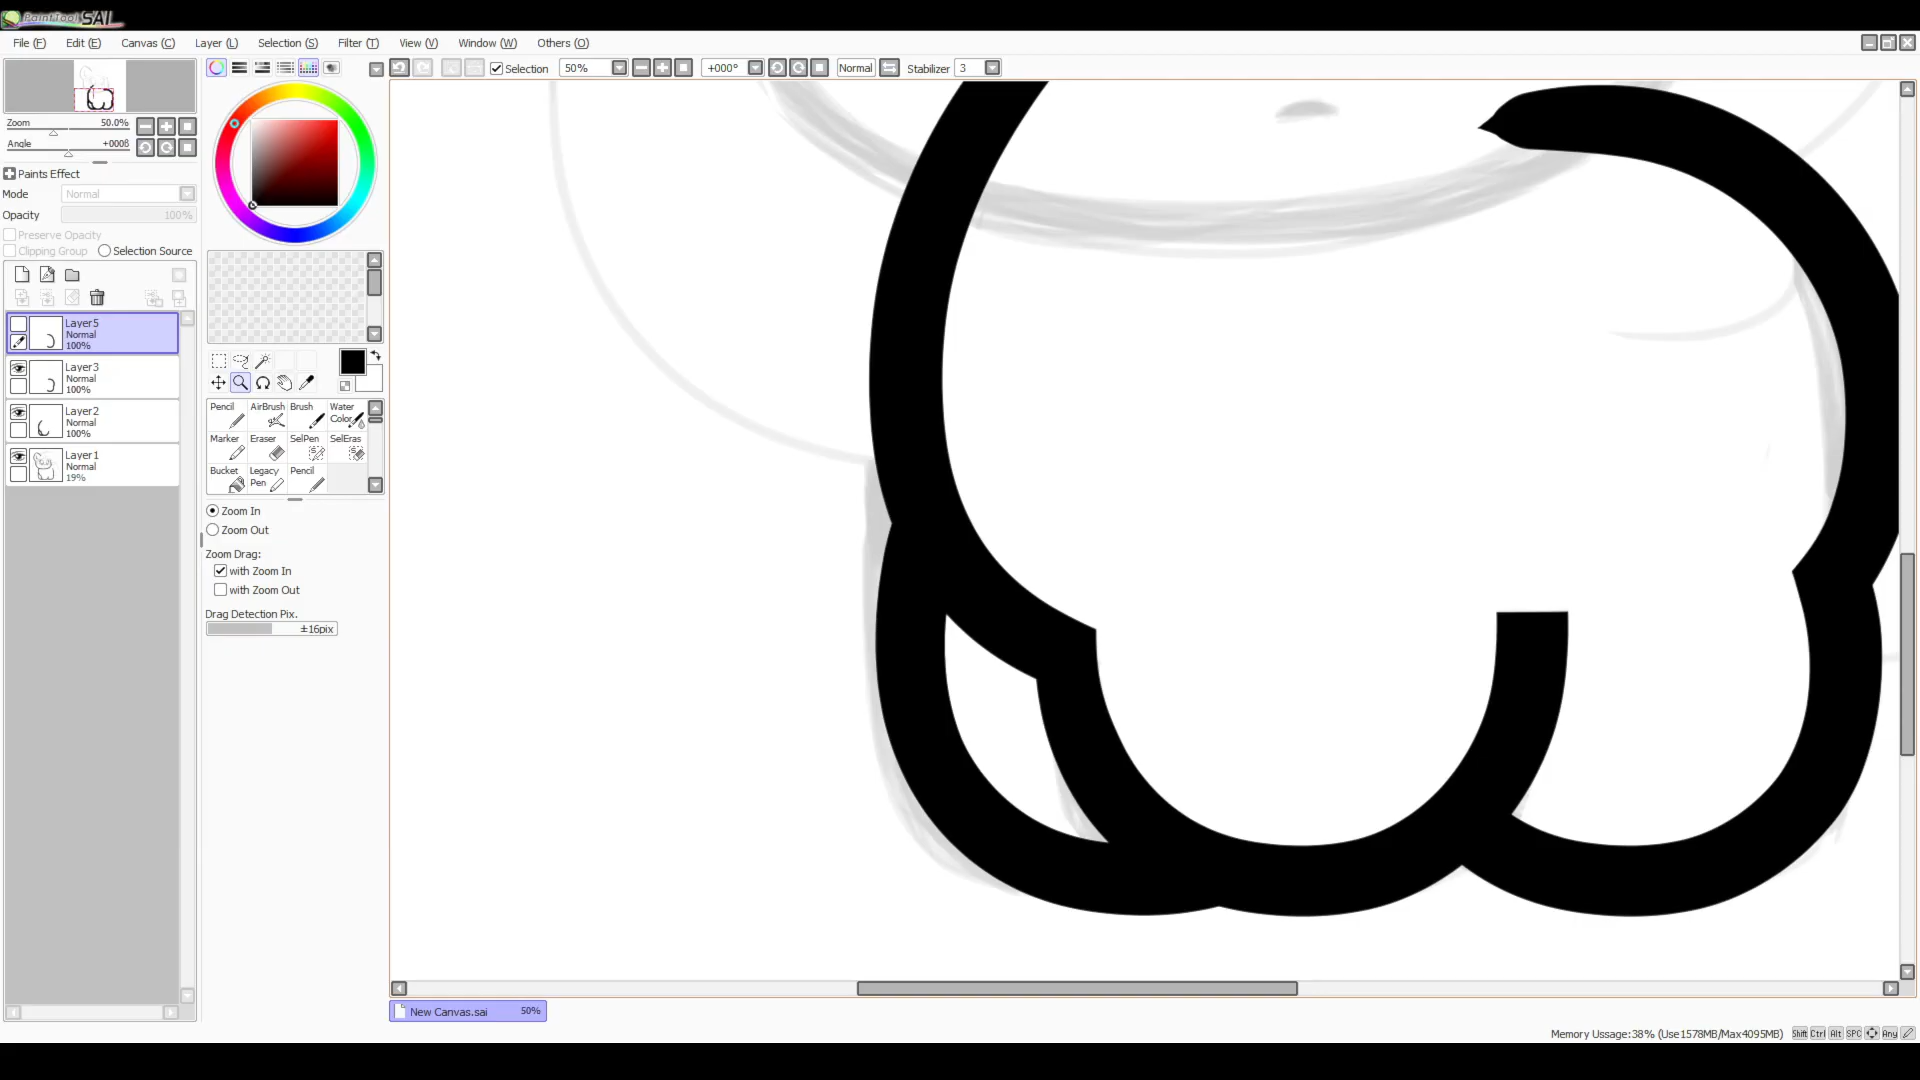 PaintTool SAI
File (F) Edit (E) Canvas (C) Layer (L) Selection (S) Filter (T) View (V) Window (W) Others (O)
Selection 50% +000° Normal Stabilizer 3
Zoom 50.0%
Angle +000ß
Paints Effect
Mode Normal
Opacity 100%
Preserve Opacity
Clipping Group Selection Source
Layer5
Normal
100%
Layer3
Normal
100%
Layer2
Normal
100%
Layer1
Normal
19%
Pencil AirBrush Brush Water Color
Marker Eraser SelPen SelEras
Bucket Legacy Pen Pencil
Zoom In
Zoom Out
Zoom Drag:
with Zoom In
with Zoom Out
Drag Detection Pix.
±16pix
New Canvas.sai 50%
Memory Ussage:38% (Use1578MB/Max4095MB) Shift Ctrl Alt SPC Any